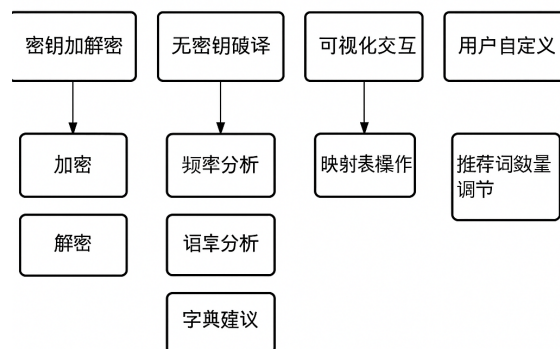 密钥加解密
无密钥破译
可视化交互
用户自定义
加密
频率分析
映射表操作
推荐词数量
调节
解密
语音分析
字典建议